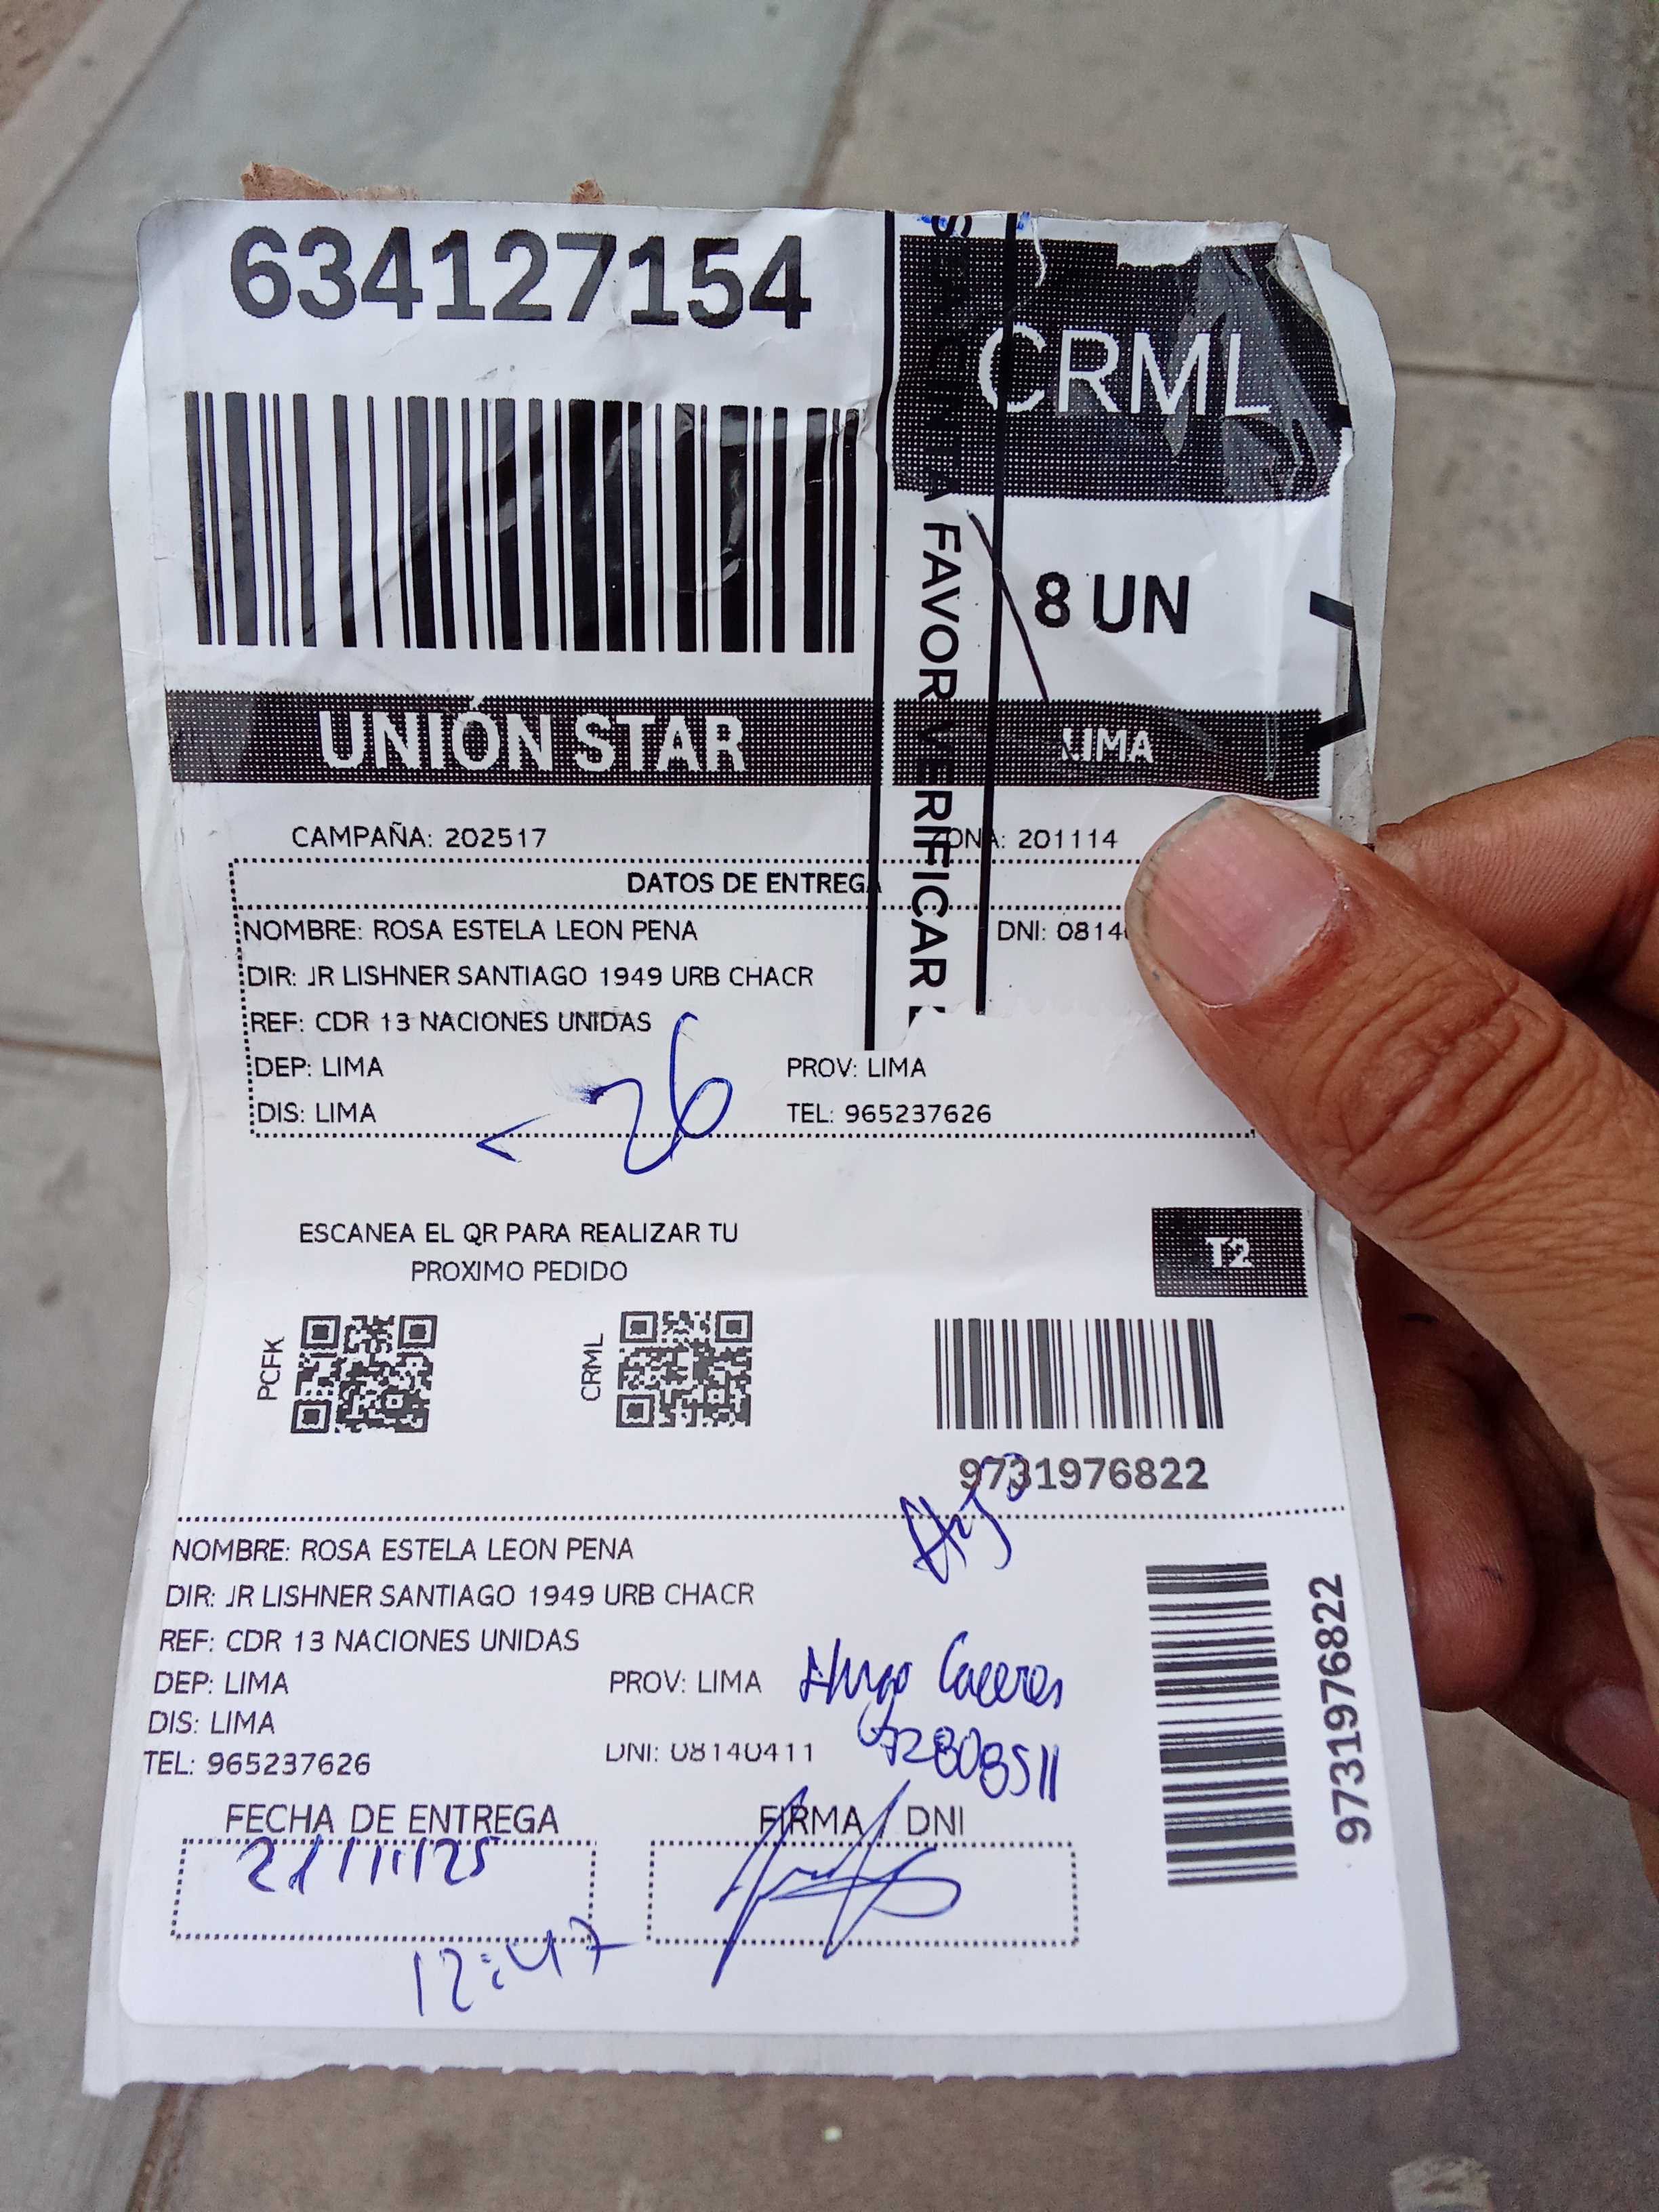 634127154
CRML
8 UN
FAVOR VERIFICAR
UNIÓN STAR
LIMA
CAMPAÑA: 202517
ZONA: 201114
DATOS DE ENTREGA
NOMBRE: ROSA ESTELA LEON PENA
DNI: 0814
DIR: JR LISHNER SANTIAGO 1949 URB CHACR
REF: CDR 13 NACIONES UNIDAS
DEP: LIMA
PROV: LIMA
DIS: LIMA
TEL: 965237626
26
ESCANEA EL QR PARA REALIZAR TU
PROXIMO PEDIDO
T2
PCFK
CRML
9731976822
NOMBRE: ROSA ESTELA LEON PENA
DIR: JR LISHNER SANTIAGO 1949 URB CHACR
REF: CDR 13 NACIONES UNIDAS
DEP: LIMA
PROV: LIMA
DIS: LIMA
TEL: 965237626
DNI: 08140411
Hugo Caceres
72808511
9731976822
FECHA DE ENTREGA
FIRMA / DNI
21/11/25
12:47